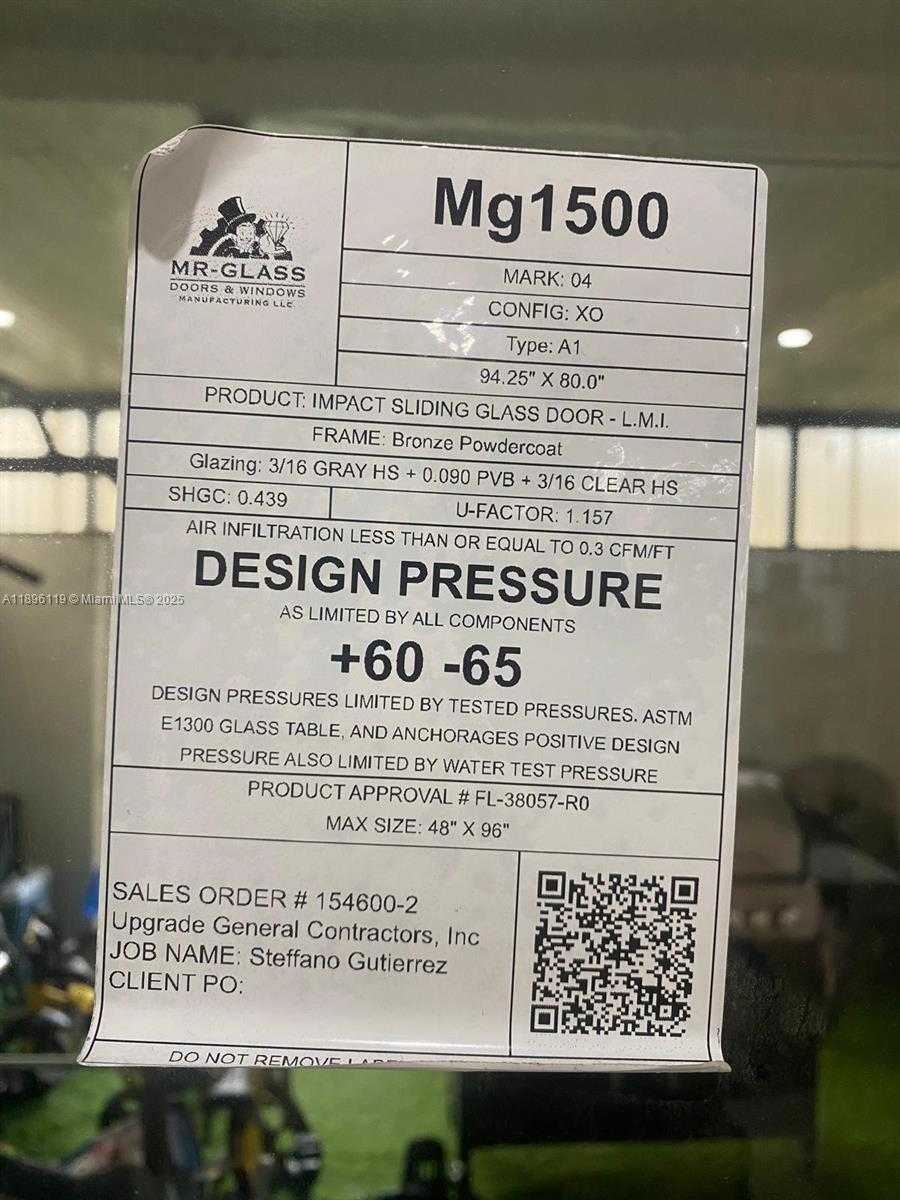 MR-GLASS
DOORS & WINDOWS
MANUFACTURING LLC.
Mg1500
MARK: 04
CONFIG: XO
Type: A1
94.25" X 80.0"
PRODUCT: IMPACT SLIDING GLASS DOOR - L.M.I.
FRAME: Bronze Powdercoat
Glazing: 3/16 GRAY HS + 0.090 PVB + 3/16 CLEAR HS
SHGC: 0.439
U-FACTOR: 1.157
AIR INFILTRATION LESS THAN OR EQUAL TO 0.3 CFM/FT
DESIGN PRESSURE
AS LIMITED BY ALL COMPONENTS
+60 -65
DESIGN PRESSURES LIMITED BY TESTED PRESSURES. ASTM
E1300 GLASS TABLE, AND ANCHORAGES POSITIVE DESIGN
PRESSURE ALSO LIMITED BY WATER TEST PRESSURE
PRODUCT APPROVAL # FL-38057-R0
MAX SIZE: 48" X 96"
SALES ORDER # 154600-2
Upgrade General Contractors, Inc
JOB NAME: Steffano Gutierrez
CLIENT PO:
DO NOT REMOVE
A11896119 © MiamiMLS© 2025